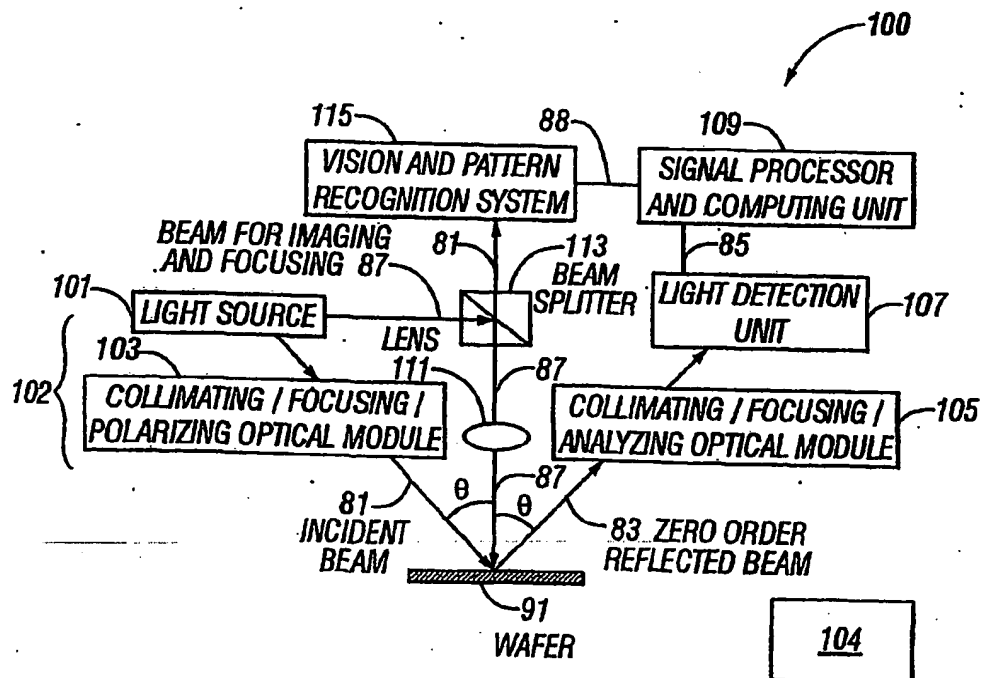 100
115
88
109
VISION AND PATTERN
RECOGNITION SYSTEM
SIGNAL PROCESSOR
AND COMPUTING UNIT
BEAM FOR IMAGING
AND FOCUSING 87
81
113
BEAM
SPLITTER
85
101
LIGHT SOURCE
LIGHT DETECTION
UNIT
107
LENS
111
87
102
103
COLLIMATING / FOCUSING /
POLARIZING OPTICAL MODULE
COLLIMATING / FOCUSING /
ANALYZING OPTICAL MODULE
105
81
INCIDENT
BEAM
θ
87
θ
83 ZERO ORDER
REFLECTED BEAM
91
WAFER
104